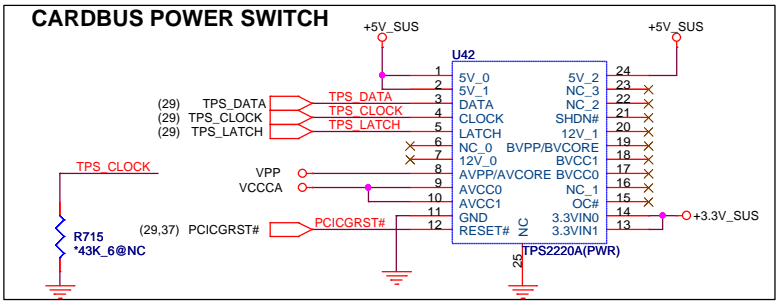 CARDBUS POWER SWITCH
+5V_SUS
+5V_SUS
U42
1 5V_0 5V_2 24
2 5V_1 NC_3 23
(29) TPS_DATA TPS_DATA 3 DATA NC_2 22
(29) TPS_CLOCK TPS_CLOCK 4 CLOCK SHDN# 21
(29) TPS_LATCH TPS_LATCH 5 LATCH 12V_1 20
6 NC_0 BVPP/BVCORE 19
7 12V_0 BVCC1 18
TPS_CLOCK
VPP 8 AVPP/AVCORE BVCC0 17
VCCCA 9 AVCC0 NC_1 16
10 AVCC1 OC# 15
11 GND 3.3VIN0 14 +3.3V_SUS
(29,37) PCICGRST# PCICGRST# 12 RESET# NC 3.3VIN1 13
R715
*43K_6@NC
TPS2220A(PWR)
25